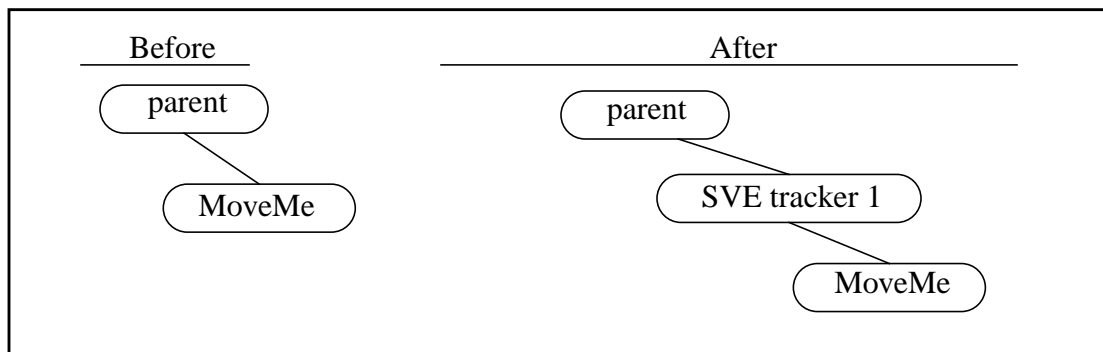 Before
parent
MoveMe
After
parent
SVE tracker 1
MoveMe